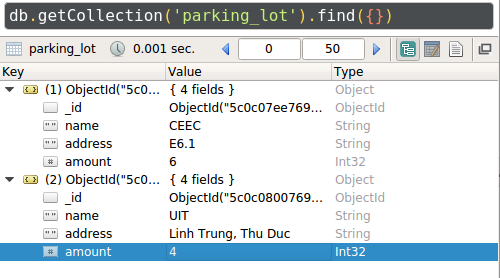 db.getCollection('parking_lot').find({})
parking_lot 0.001 sec. 0 50
Key Value Type
(1) ObjectId("5c0... { 4 fields } Object
_id ObjectId("5c0c07ee769... ObjectId
name CEEC String
address E6.1 String
amount 6 Int32
(2) ObjectId("5c0... { 4 fields } Object
_id ObjectId("5c0c0800769... ObjectId
name UIT String
address Linh Trung, Thu Duc String
amount 4 Int32